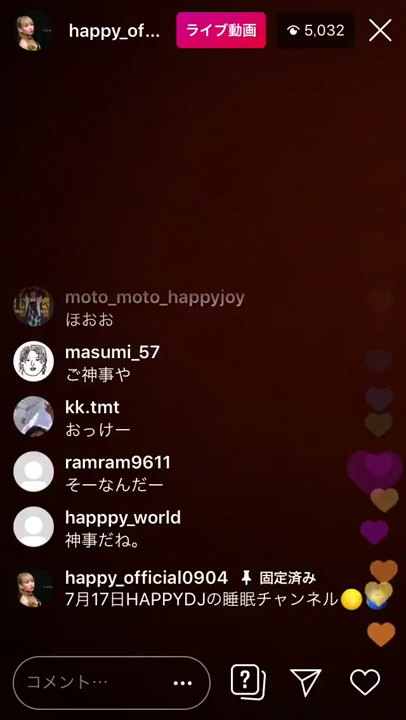 happy_of...
ライブ動画
5,032
moto_moto_happyjoy
ほおお
masumi_57
ご神事や
kk.tmt
おっけー
ramram9611
そーなんだー
happpy_world
神事だね。
happy_official0904 固定済み
7月17日HAPPYDJの睡眠チャンネル
コメント…